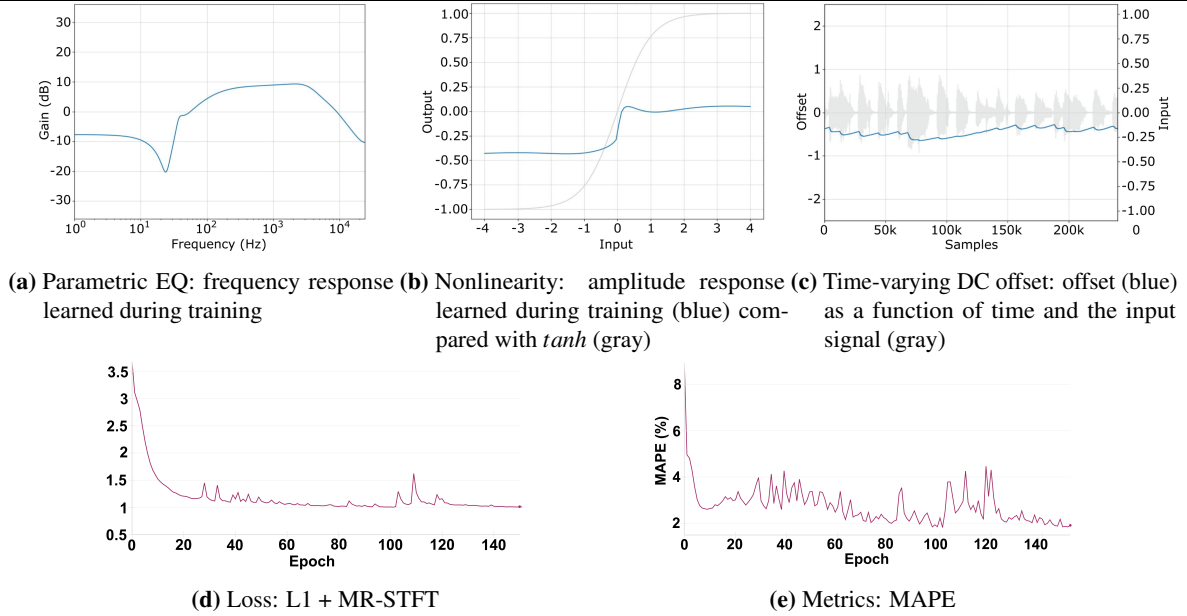 30
20
10
0
-10
-20
-30
Gain (dB)
10^0 10^1 10^2 10^3 10^4
Frequency (Hz)
1.00
0.75
0.50
0.25
0.00
-0.25
-0.50
-0.75
-1.00
Output
-4 -3 -2 -1 0 1 2 3 4
Input
2
1
0
-1
-2
Offset
1.00
0.75
0.50
0.25
0.00
-0.25
-0.50
-0.75
-1.00
Input
0 50k 100k 150k 200k 0
Samples
(a) Parametric EQ: frequency response
learned during training
(b) Nonlinearity: amplitude response
learned during training (blue) com-
pared with tanh (gray)
(c) Time-varying DC offset: offset (blue)
as a function of time and the input
signal (gray)
3.5
3
2.5
2
1.5
1
0.5
0 20 40 60 80 100 120 140
Epoch
8
6
4
2
MAPE (%)
0 20 40 60 80 100 120 140
Epoch
(d) Loss: L1 + MR-STFT
(e) Metrics: MAPE